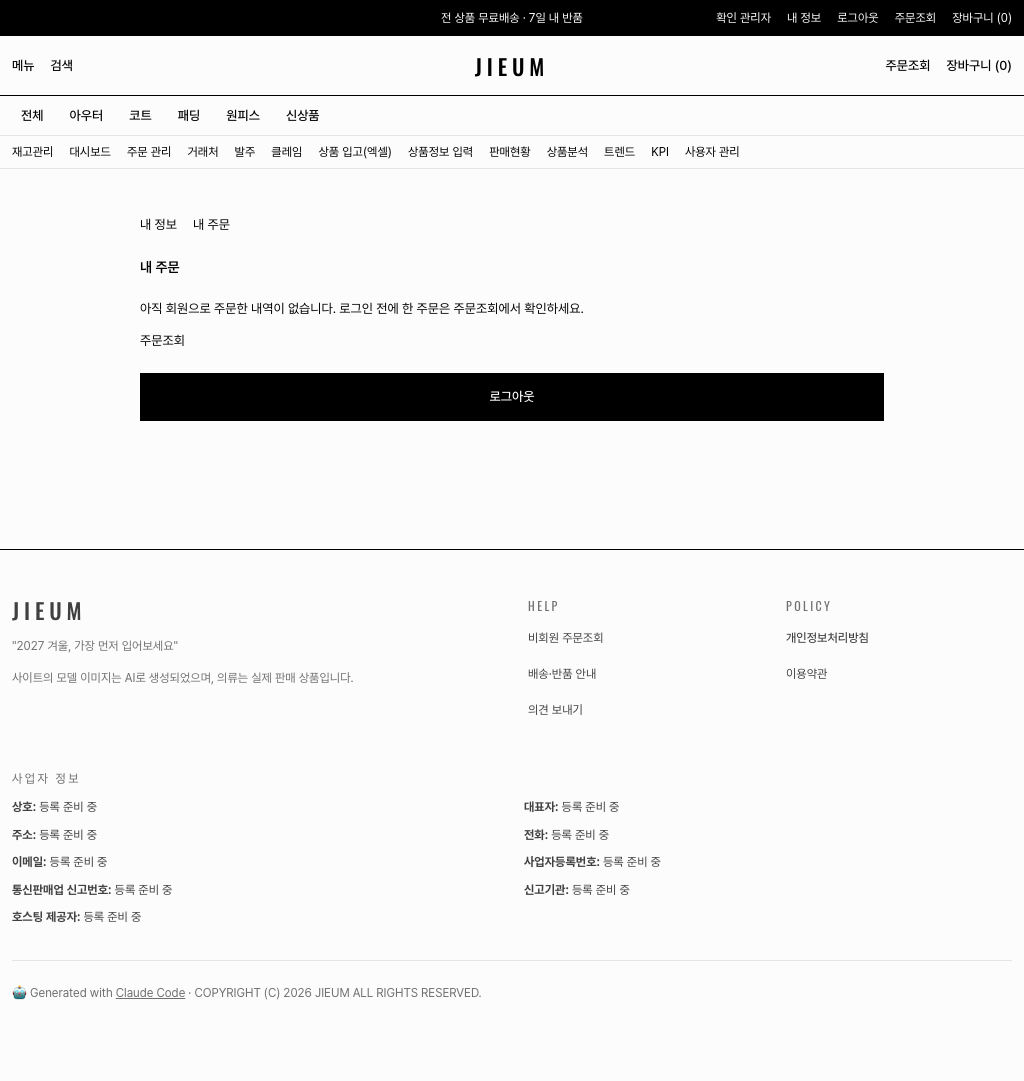 전 상품 무료배송 · 7일 내 반품
확인 관리자 내 정보 로그아웃 주문조회 장바구니 (0)
메뉴 검색 JIEUM 주문조회 장바구니 (0)
전체 아우터 코트 패딩 원피스 신상품
재고관리 대시보드 주문 관리 거래처 발주 클레임 상품 입고(엑셀) 상품정보 입력 판매현황 상품분석 트렌드 KPI 사용자 관리
내 정보 내 주문
내 주문
아직 회원으로 주문한 내역이 없습니다. 로그인 전에 한 주문은 주문조회에서 확인하세요.
주문조회
로그아웃
JIEUM
"2027 겨울, 가장 먼저 입어보세요"
사이트의 모델 이미지는 AI로 생성되었으며, 의류는 실제 판매 상품입니다.
HELP
비회원 주문조회
배송·반품 안내
의견 보내기
POLICY
개인정보처리방침
이용약관
사업자 정보
상호: 등록 준비 중
대표자: 등록 준비 중
주소: 등록 준비 중
전화: 등록 준비 중
이메일: 등록 준비 중
사업자등록번호: 등록 준비 중
통신판매업 신고번호: 등록 준비 중
신고기관: 등록 준비 중
호스팅 제공자: 등록 준비 중
🤖 Generated with Claude Code · COPYRIGHT (C) 2026 JIEUM ALL RIGHTS RESERVED.